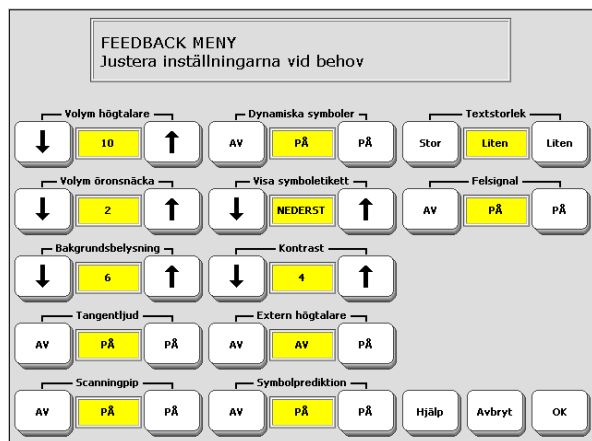 FEEDBACK MENY
Justera inställningarna vid behov
Volym högtalare
Dynamiska symboler
Textstorlek
10
AV
PÅ
PÅ
Stor
Liten
Liten
Volym öronsnäcka
Visa symboletikett
Felsignal
2
NEDERST
AV
PÅ
PÅ
Bakgrundsbelysning
Kontrast
6
4
Tangentljud
Extern högtalare
AV
PÅ
PÅ
AV
AV
PÅ
Scanningpip
Symbolprediktion
AV
PÅ
PÅ
AV
PÅ
PÅ
Hjälp
Avbryt
OK